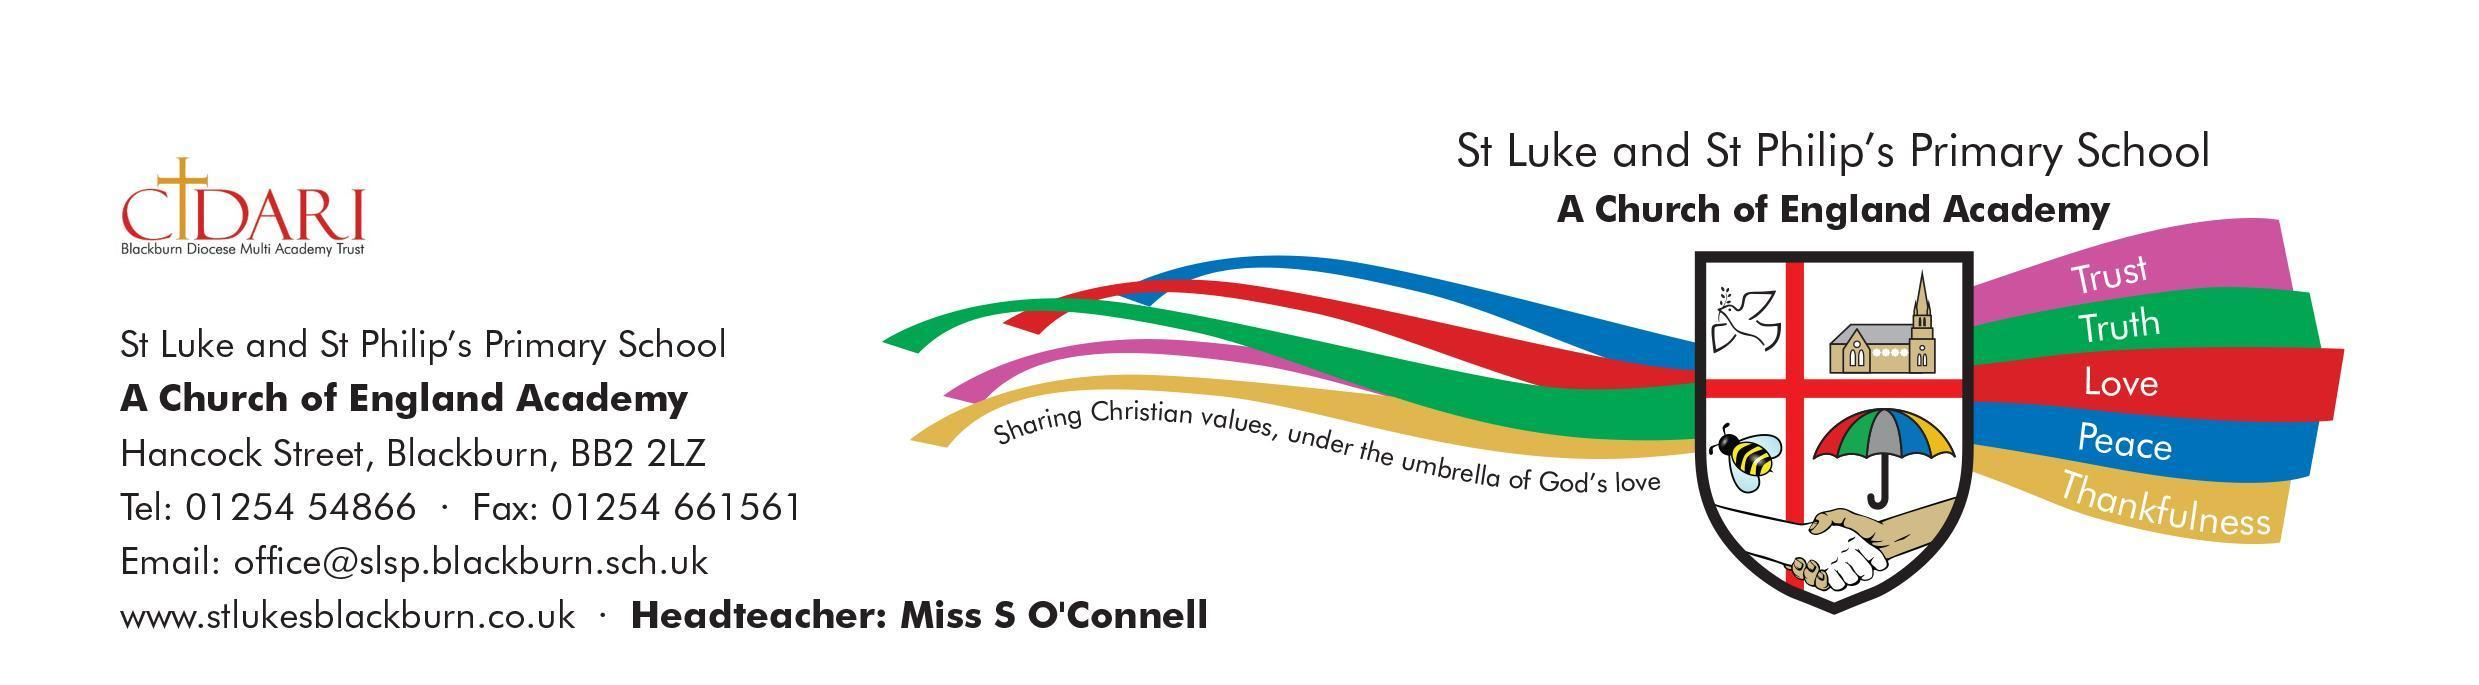 CIDARI
Blackburn Diocese Multi Academy Trust
St Luke and St Philip’s Primary School
A Church of England Academy
Hancock Street, Blackburn, BB2 2LZ
Tel: 01254 54866 · Fax: 01254 661561
Email: office@slsp.blackburn.sch.uk
www.stlukesblackburn.co.uk · Headteacher: Miss S O'Connell
St Luke and St Philip’s Primary School
A Church of England Academy
Sharing Christian values, under the umbrella of God’s love
Trust
Truth
Love
Peace
Thankfulness